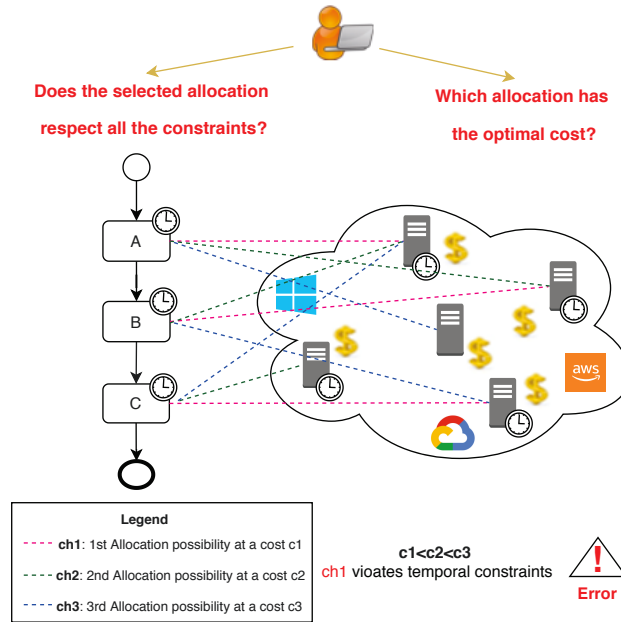 Does the selected allocation
respect all the constraints?
Which allocation has
the optimal cost?
A
B
C
aws
Legend
ch1: 1st Allocation possibility at a cost c1
ch2: 2nd Allocation possibility at a cost c2
ch3: 3rd Allocation possibility at a cost c3
c1<c2<c3
ch1 vioates temporal constraints
!
Error